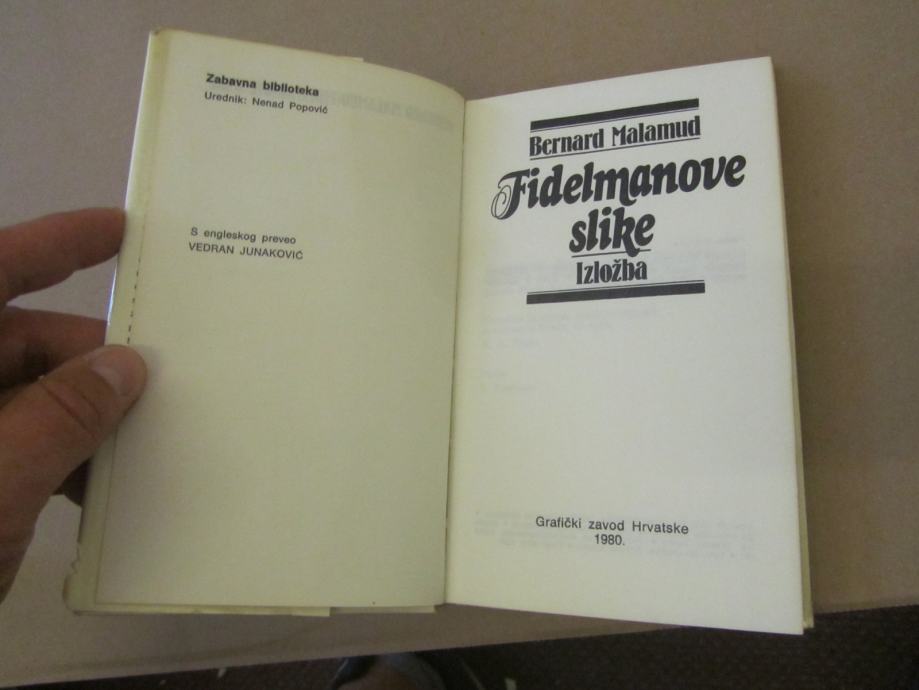 Zabavna biblioteka
Urednik: Nenad Popović
S engleskog preveo
VEDRAN JUNAKOVIĆ
Bernard Malamud
Fidelmanove
slike
Izložba
Grafički zavod Hrvatske
1980.